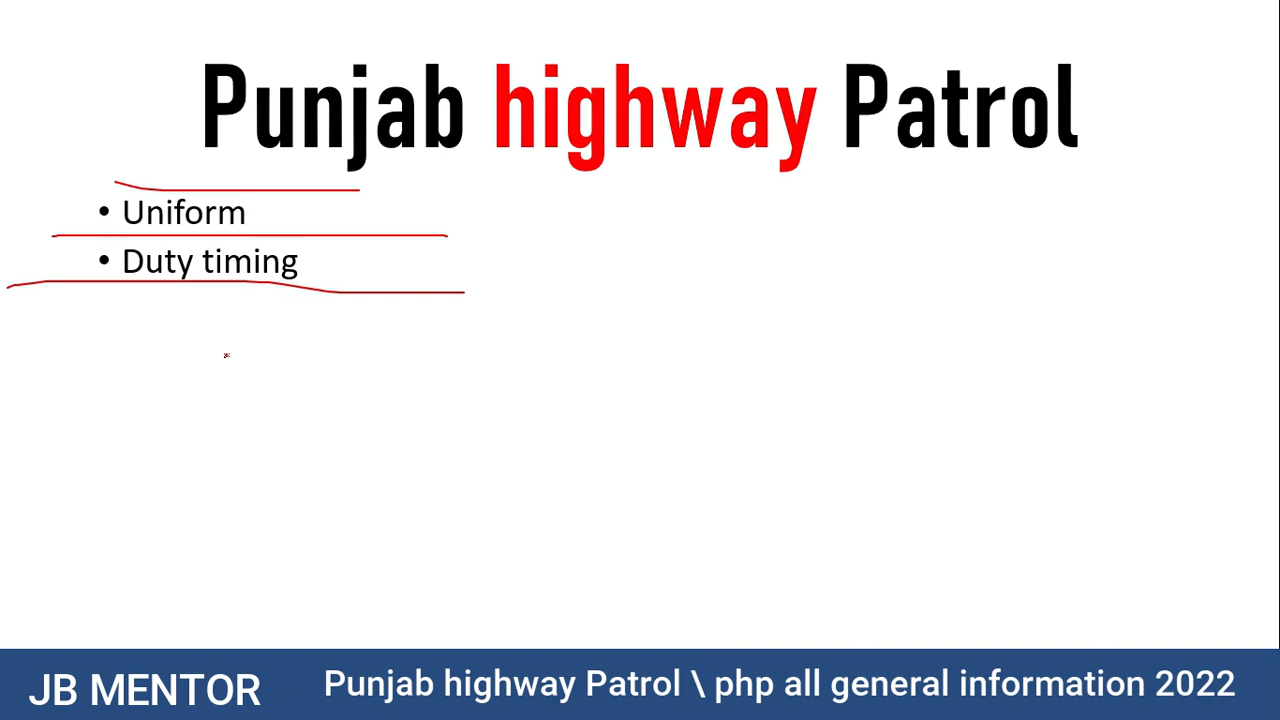 Punjab highway Patrol
• Uniform
• Duty timing
JB MENTOR
Punjab highway Patrol \ php all general information 2022